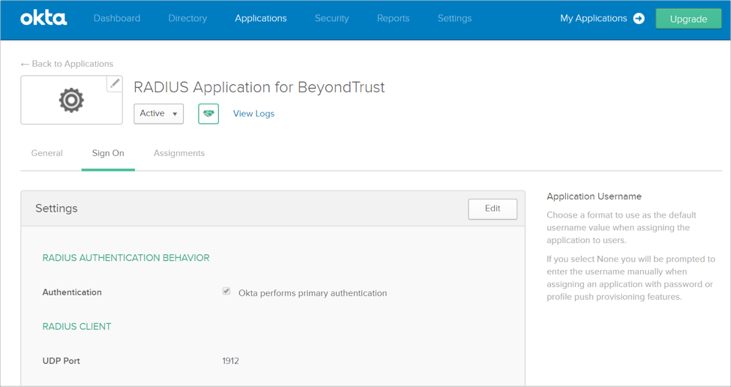 okta Dashboard Directory Applications Security Reports Settings My Applications Upgrade
← Back to Applications
RADIUS Application for BeyondTrust
Active View Logs
General Sign On Assignments
Settings Edit
RADIUS AUTHENTICATION BEHAVIOR
Authentication Okta performs primary authentication
RADIUS CLIENT
UDP Port 1912
Application Username
Choose a format to use as the default
username value when assigning the
application to users.
If you select None you will be prompted to
enter the username manually when
assigning an application with password or
profile push provisioning features.